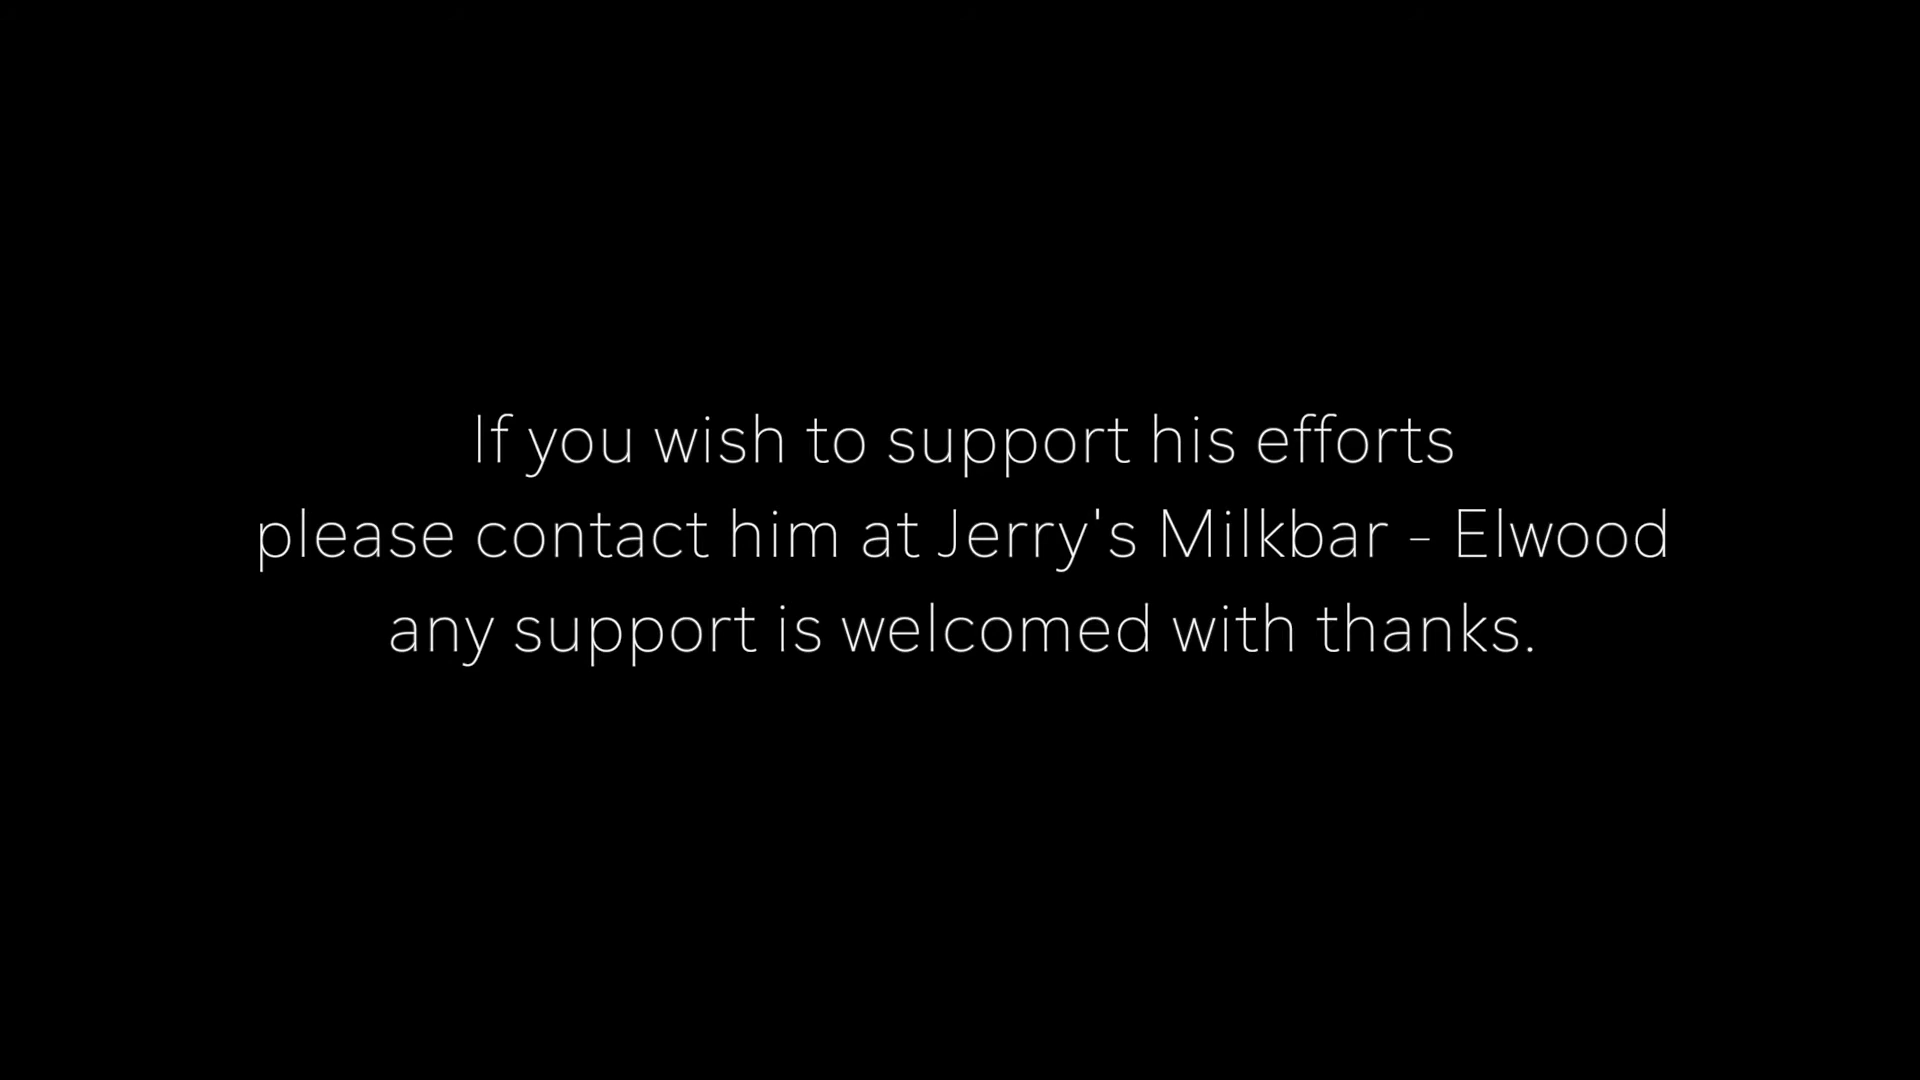 If you wish to support his efforts
please contact him at Jerry's Milkbar - Elwood
any support is welcomed with thanks.